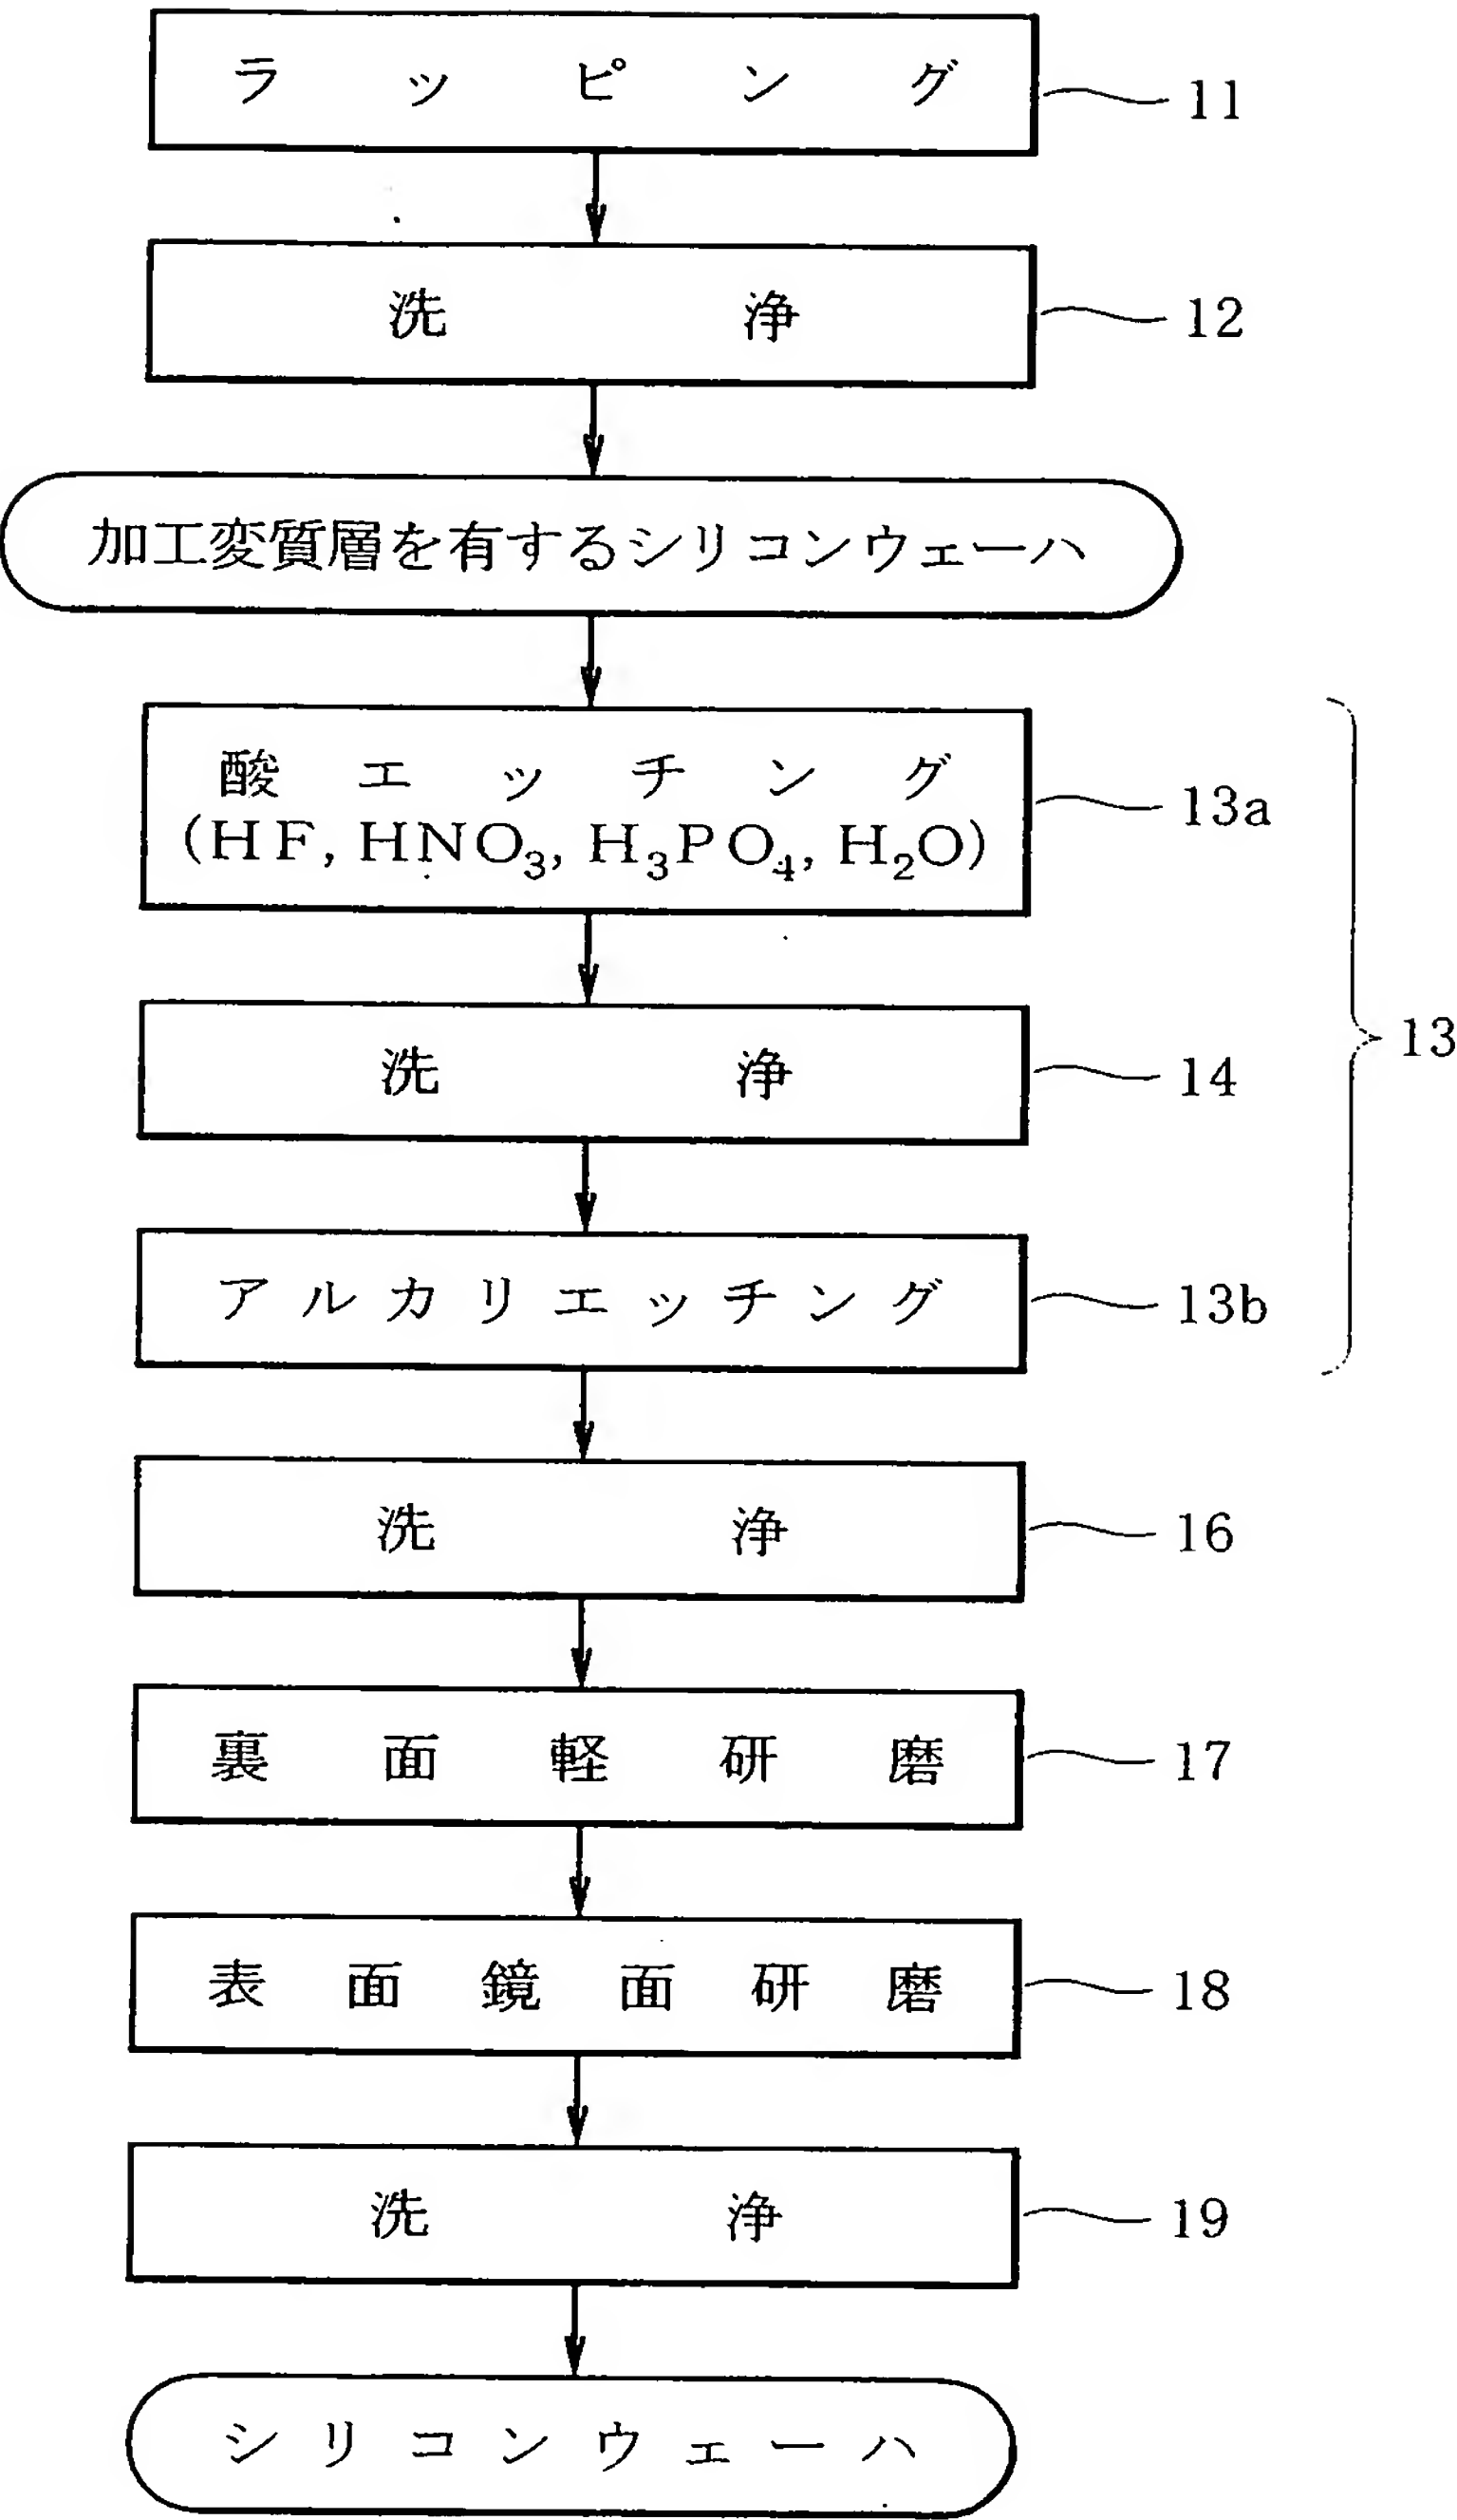 ラッピング 11
洗浄 12
加工変質層を有するシリコンウェーハ
酸エッチング
(HF, HNO₃, H₃PO₄, H₂O) 13a
洗浄 14
13
アルカリエッチング 13b
洗浄 16
裏面軽研磨 17
表面鏡面研磨 18
洗浄 19
シリコンウェーハ